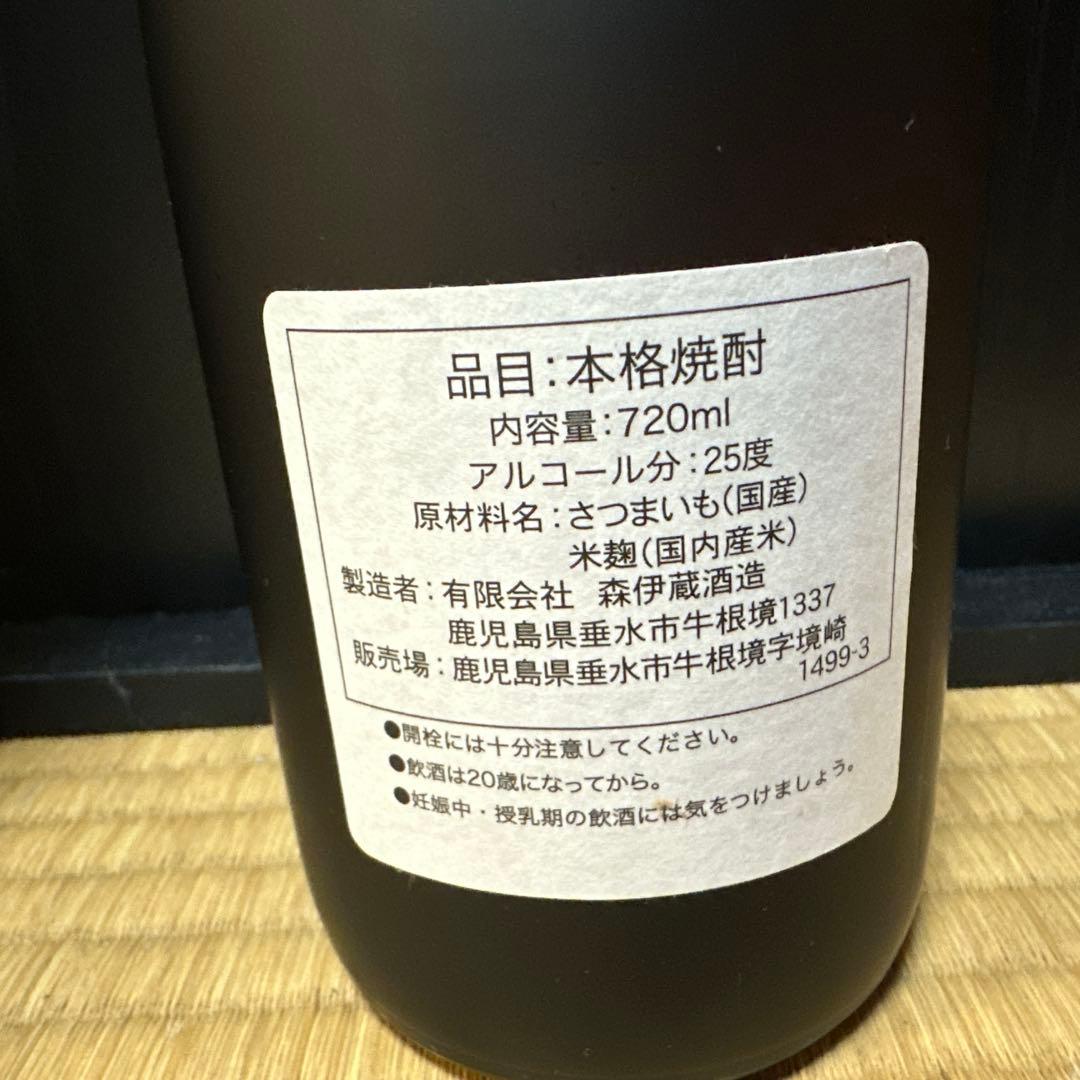 品目:本格焼酎
内容量:720ml
アルコール分:25度
原材料名:さつまいも(国産)
米麹(国内産米)
製造者:有限会社 森伊蔵酒造
鹿児島県垂水市牛根境1337
販売場:鹿児島県垂水市牛根境字境崎
1499-3
●開栓には十分注意してください。
●飲酒は20歳になってから。
●妊娠中・授乳期の飲酒には気をつけましょう。